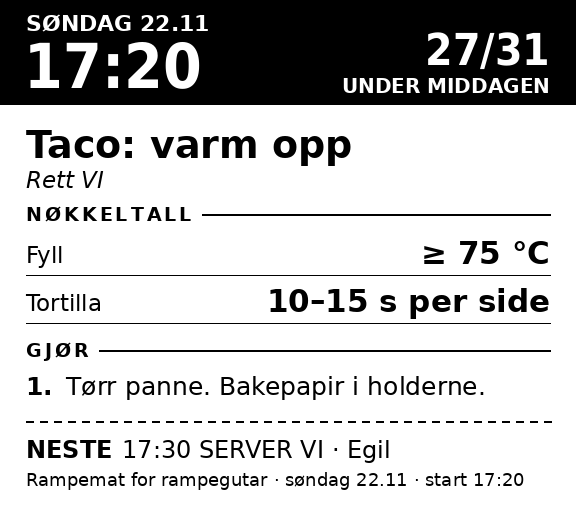 SØNDAG 22.11
17:20
27/31
UNDER MIDDAGEN
Taco: varm opp
Rett VI
NØKKELTALL
Fyll ≥ 75 °C
Tortilla 10–15 s per side
GJØR
1. Tørr panne. Bakepapir i holderne.
NESTE 17:30 SERVER VI · Egil
Rampemat for rampegutar · søndag 22.11 · start 17:20